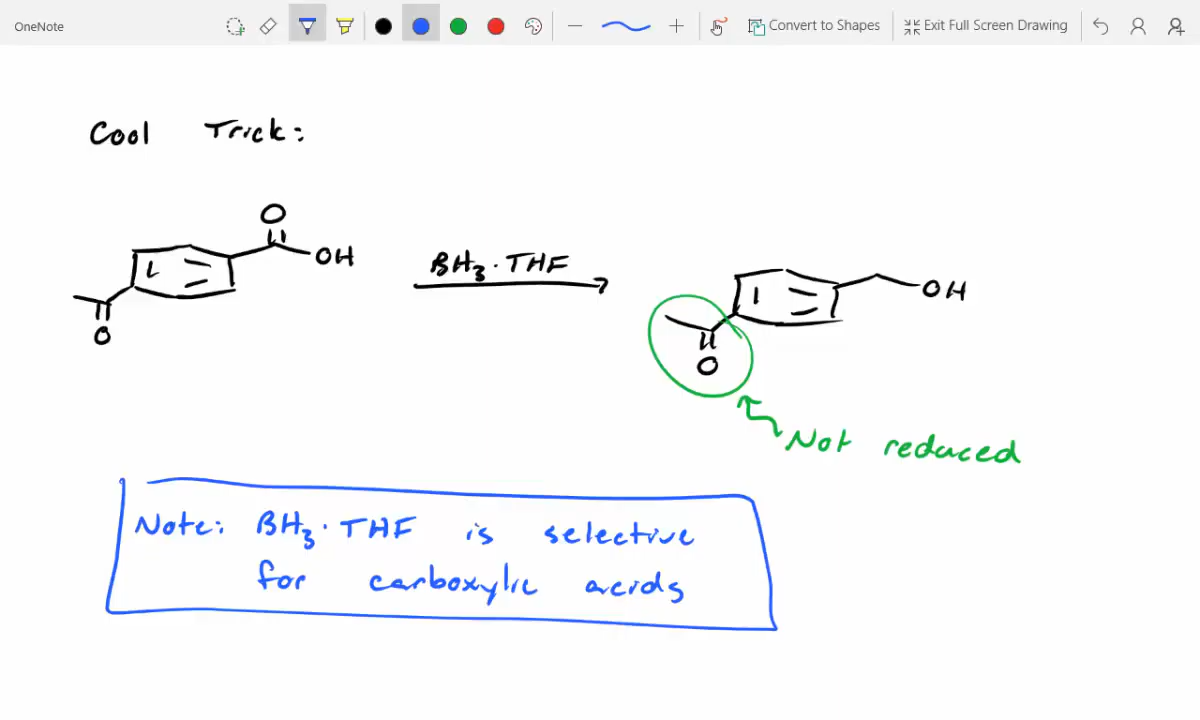 OneNote
Convert to Shapes
Exit Full Screen Drawing
Cool Trick:
O
OH
O
BH₃·THF
OH
O
Not reduced
Note: BH₃·THF is selective
for carboxylic acids